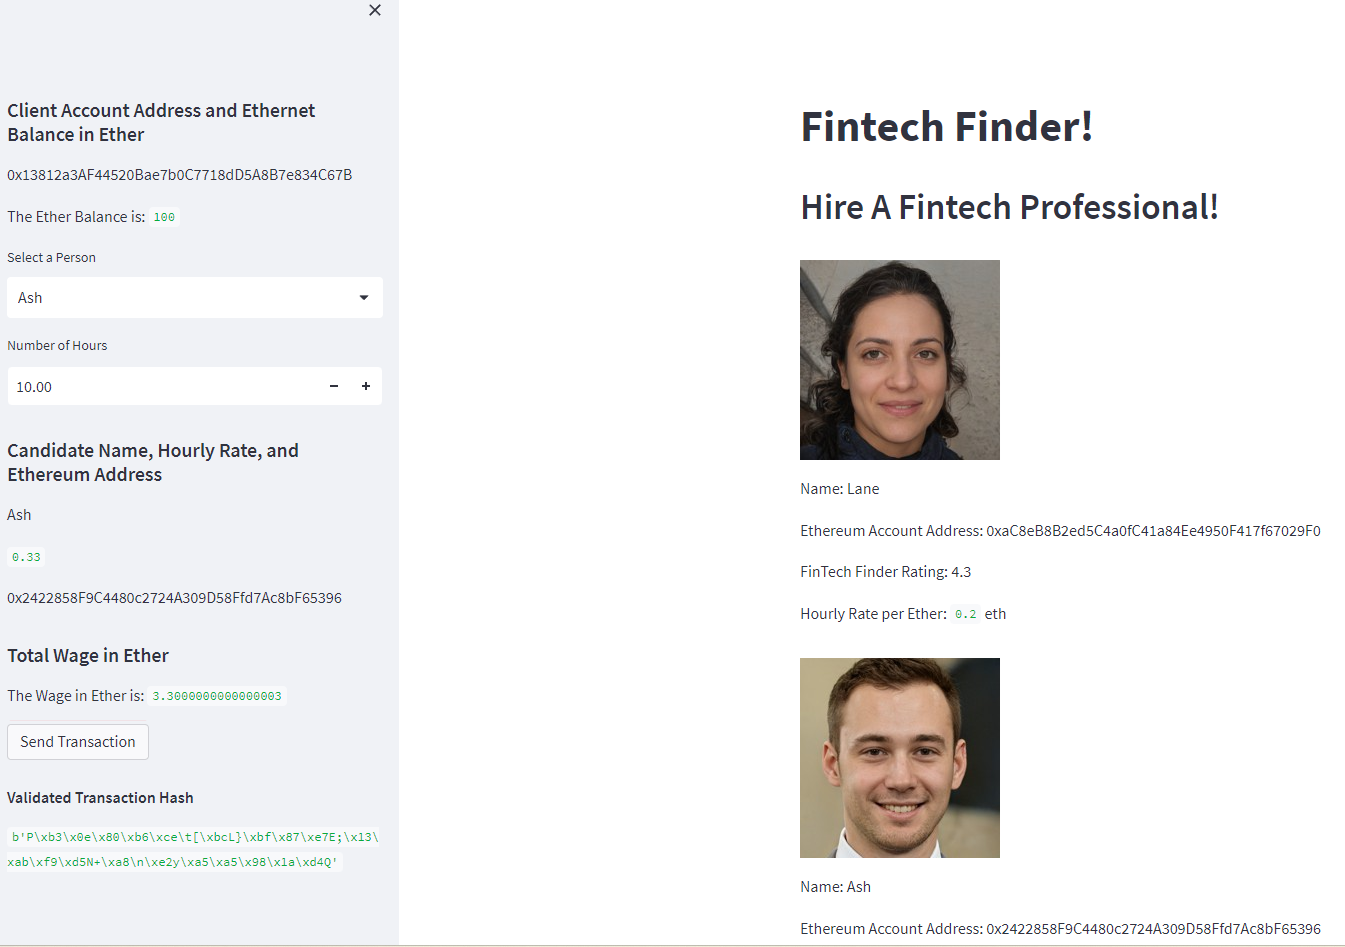 Client Account Address and Ethernet
Balance in Ether
0x13812a3AF44520Bae7b0C7718dD5A8B7e834C67B
The Ether Balance is: 100
Select a Person
Ash
Number of Hours
10.00
Candidate Name, Hourly Rate, and
Ethereum Address
Ash
0.33
0x2422858F9C4480c2724A309D58Ffd7Ac8bF65396
Total Wage in Ether
The Wage in Ether is: 3.3000000000000003
Send Transaction
Validated Transaction Hash
b'P\xb3\x0e\x80\xb6\xce\t[\xbcL}\xbf\x87\xe7E;\x13\
xab\xf9\xd5N+\xa8\n\xe2y\xa5\xa5\x98\x1a\xd4Q'
Fintech Finder!
Hire A Fintech Professional!
Name: Lane
Ethereum Account Address: 0xaC8eB8B2ed5C4a0fC41a84Ee4950F417f67029F0
FinTech Finder Rating: 4.3
Hourly Rate per Ether: 0.2 eth
Name: Ash
Ethereum Account Address: 0x2422858F9C4480c2724A309D58Ffd7Ac8bF65396